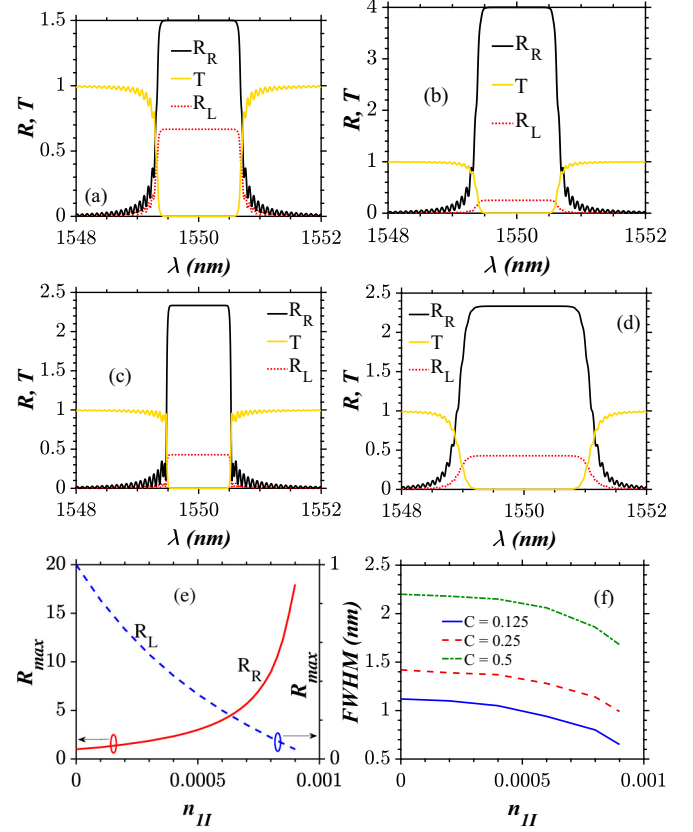 1.5
1
0.5
0
R, T
R_R
T
R_L
(a)
1548 1550 1552
λ (nm)
4
3
2
1
0
R, T
(b)
R_R
T
R_L
1548 1550 1552
λ (nm)
2.5
2
1.5
1
0.5
0
R, T
(c)
R_R
T
R_L
1548 1550 1552
λ (nm)
2.5
2
1.5
1
0.5
0
R, T
R_R
T
R_L
(d)
1548 1550 1552
λ (nm)
20
15
10
5
0
R_max
(e)
R_L
R_R
1
0
R_max
0 0.0005 0.001
n_1I
2.5
2
1.5
1
0.5
FWHM (nm)
(f)
C = 0.125
C = 0.25
C = 0.5
0 0.0005 0.001
n_1I